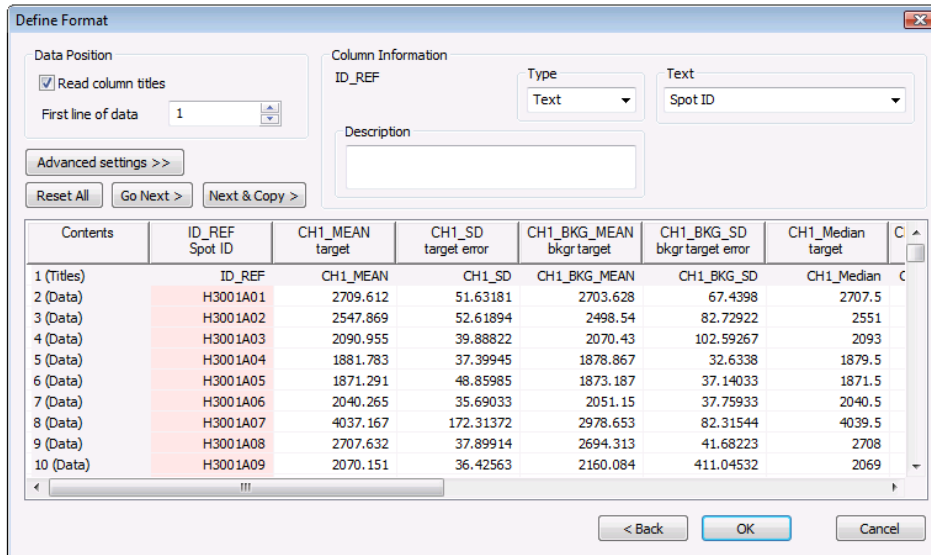 Define Format
Data Position
Read column titles
First line of data 1
Column Information
ID_REF
Type
Text
Text
Spot ID
Description
Advanced settings >>
Reset All Go Next > Next & Copy >
Contents ID_REF CH1_MEAN CH1_SD CH1_BKG_MEAN CH1_BKG_SD CH1_Median C
Spot ID target target error bkgr target bkgr target error target
1 (Titles) ID_REF CH1_MEAN CH1_SD CH1_BKG_MEAN CH1_BKG_SD CH1_Median C
2 (Data) H3001A01 2709.612 51.63181 2703.628 67.4398 2707.5
3 (Data) H3001A02 2547.869 52.61894 2498.54 82.72922 2551
4 (Data) H3001A03 2090.955 39.88822 2070.43 102.59267 2093
5 (Data) H3001A04 1881.783 37.39945 1878.867 32.6338 1879.5
6 (Data) H3001A05 1871.291 48.85985 1873.187 37.14033 1871.5
7 (Data) H3001A06 2040.265 35.69033 2051.15 37.75933 2040.5
8 (Data) H3001A07 4037.167 172.31372 2978.653 82.31544 4039.5
9 (Data) H3001A08 2707.632 37.89914 2694.313 41.68223 2708
10 (Data) H3001A09 2070.151 36.42563 2160.084 411.04532 2069
< Back OK Cancel